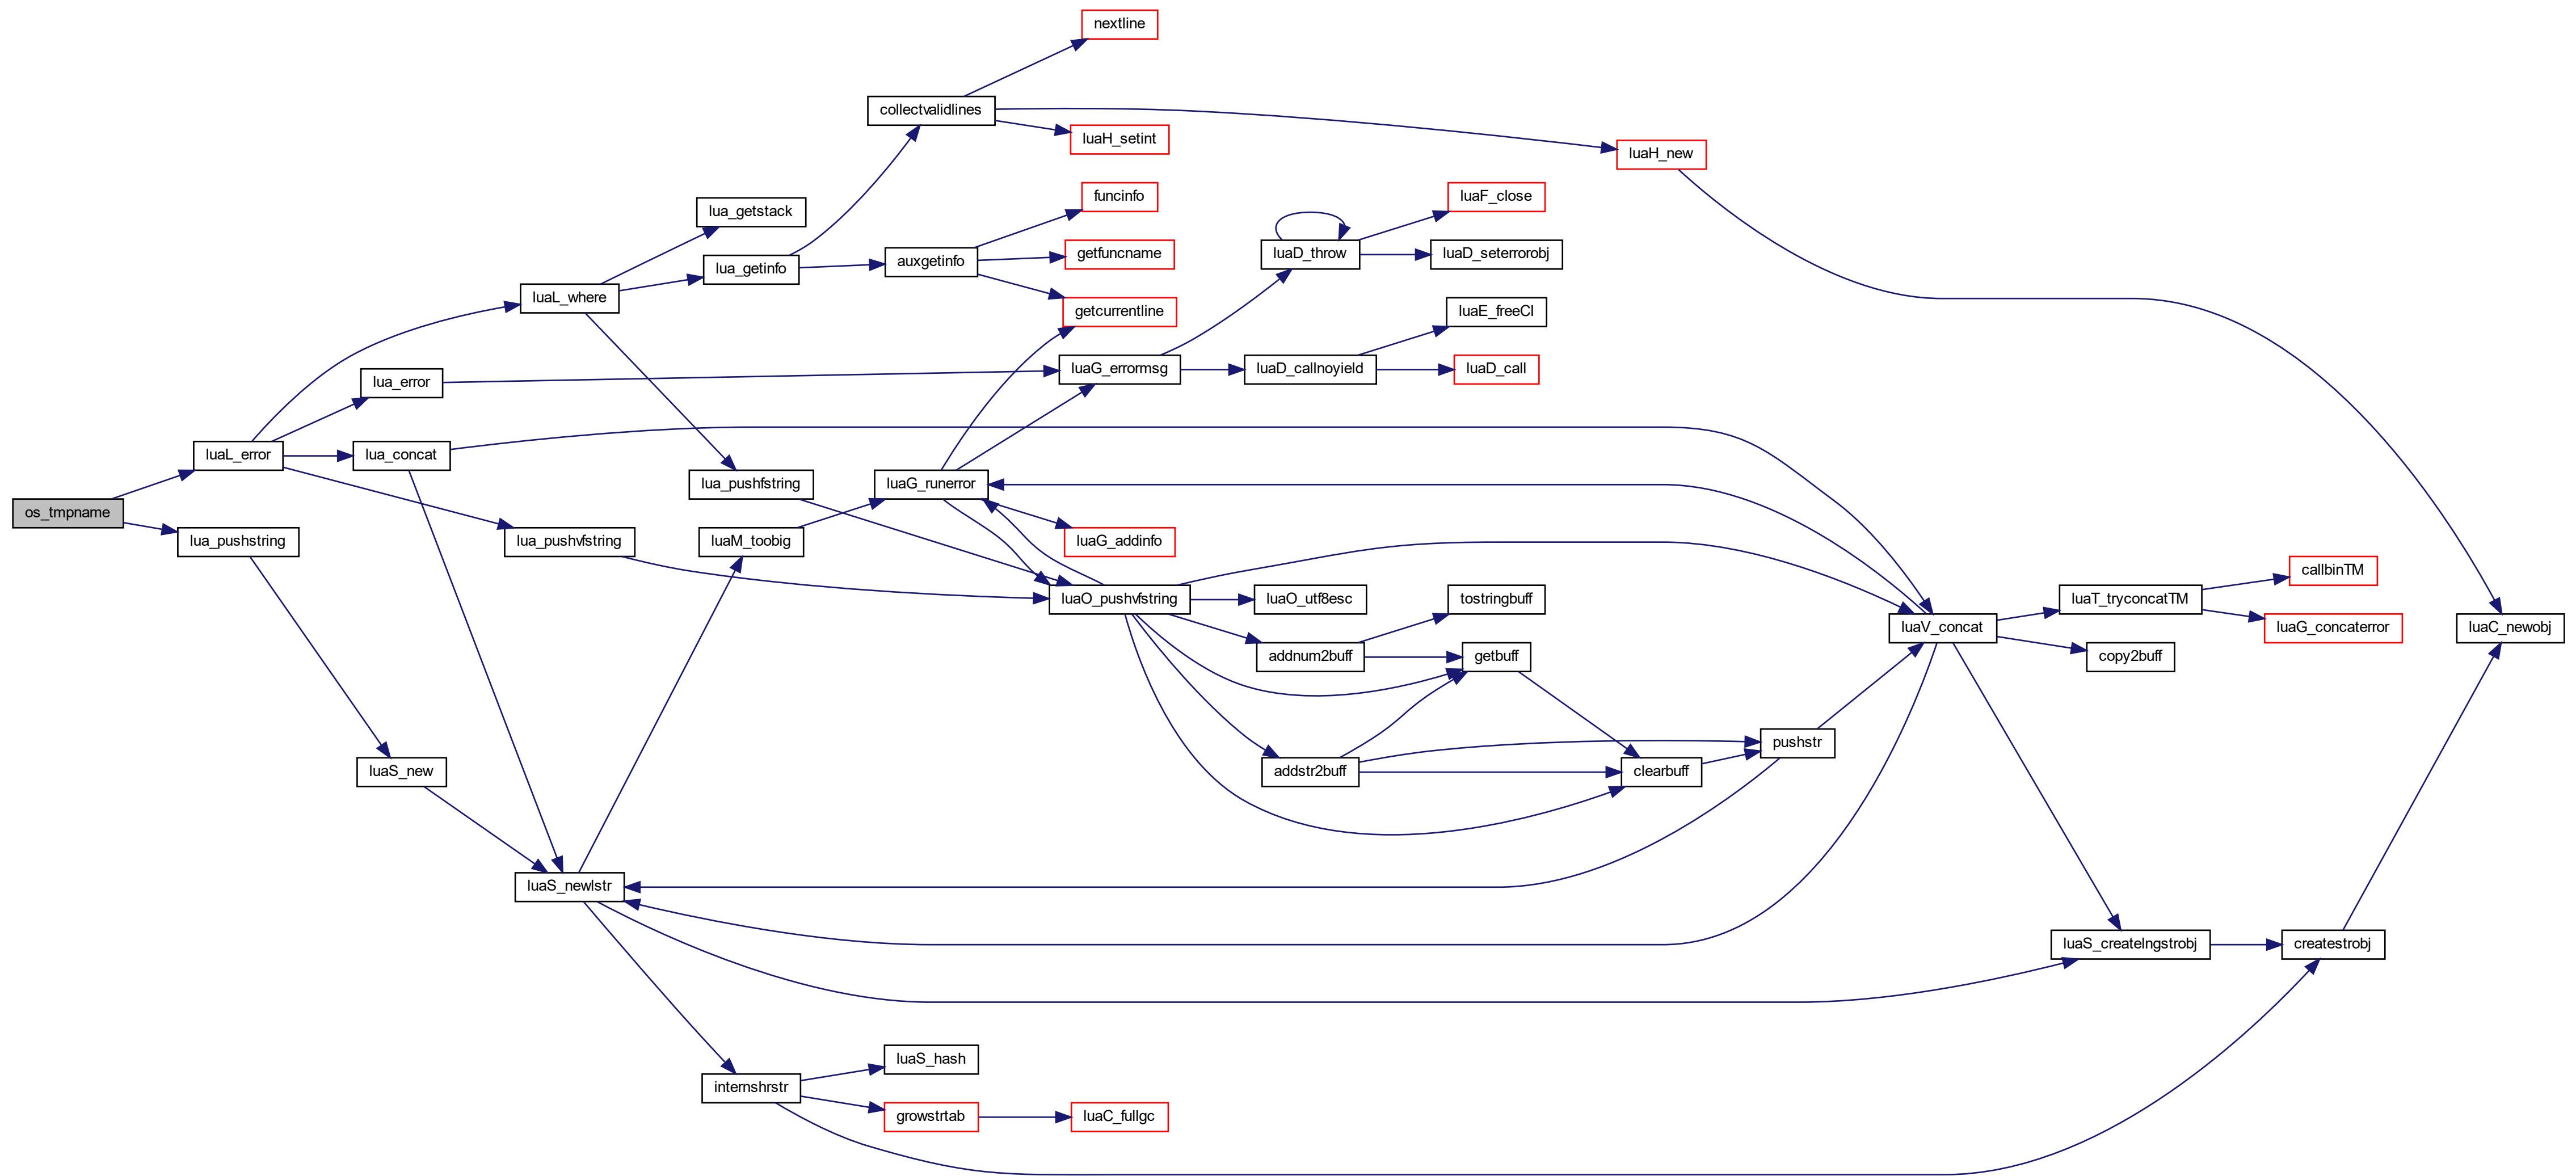 nextline
collectvalidlines
luaH_setint
luaH_new
funcinfo
luaF_close
lua_getstack
getfuncname
luaD_throw
luaD_seterrorobj
auxgetinfo
lua_getinfo
luaL_where
getcurrentline
luaE_freeCI
lua_error
luaG_errormsg
luaD_callnoyield
luaD_call
luaL_error
lua_concat
lua_pushfstring
luaG_runerror
os_tmpname
lua_pushstring
lua_pushvfstring
luaM_toobig
luaG_addinfo
callbinTM
luaO_pushvfstring
luaO_utf8esc
tostringbuff
luaT_tryconcatTM
luaV_concat
luaG_concaterror
luaC_newobj
addnum2buff
getbuff
copy2buff
pushstr
luaS_new
addstr2buff
clearbuff
luaS_newlstr
luaS_createlngstrobj
createstrobj
luaS_hash
internshrstr
growstrtab
luaC_fullgc